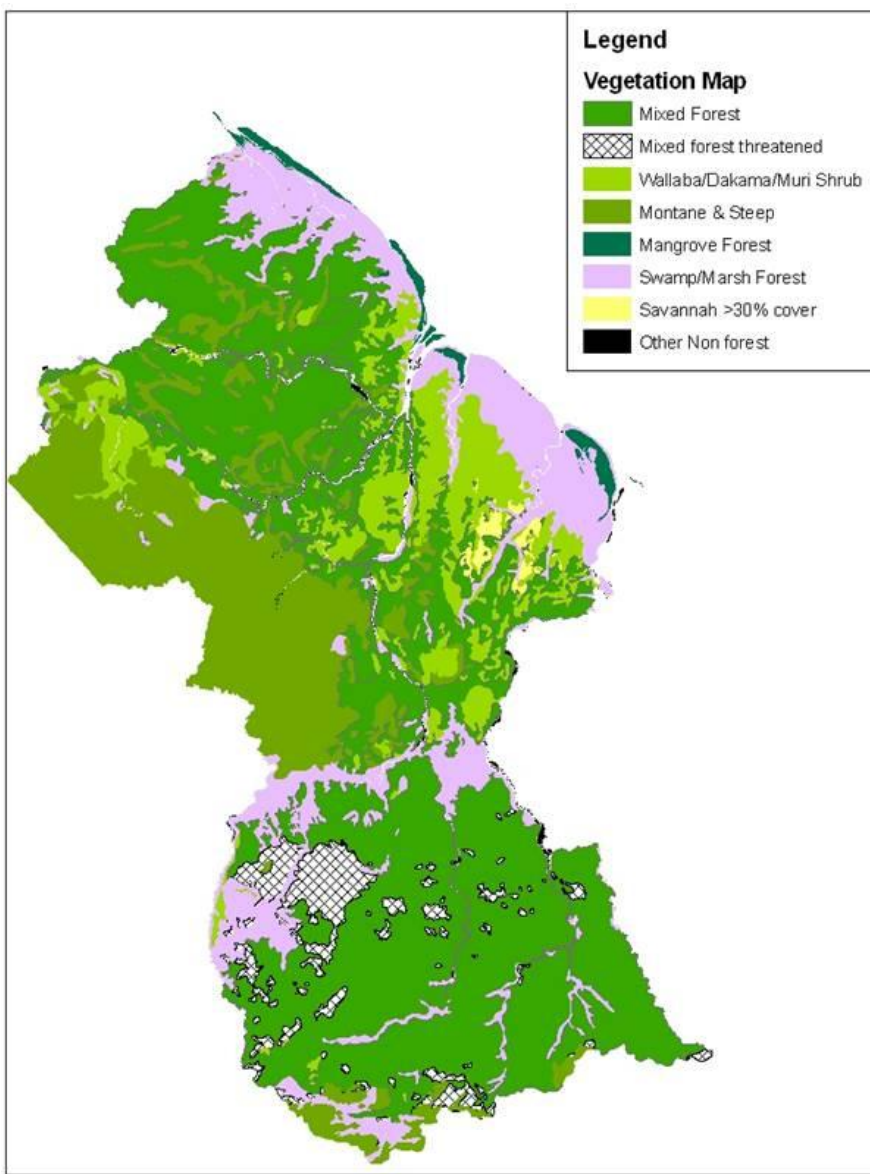 Legend
Vegetation Map
Mixed Forest
Mixed forest threatened
Wallaba/Dakama/Muri Shrub
Montane & Steep
Mangrove Forest
Swamp/Marsh Forest
Savannah >30% cover
Other Non forest